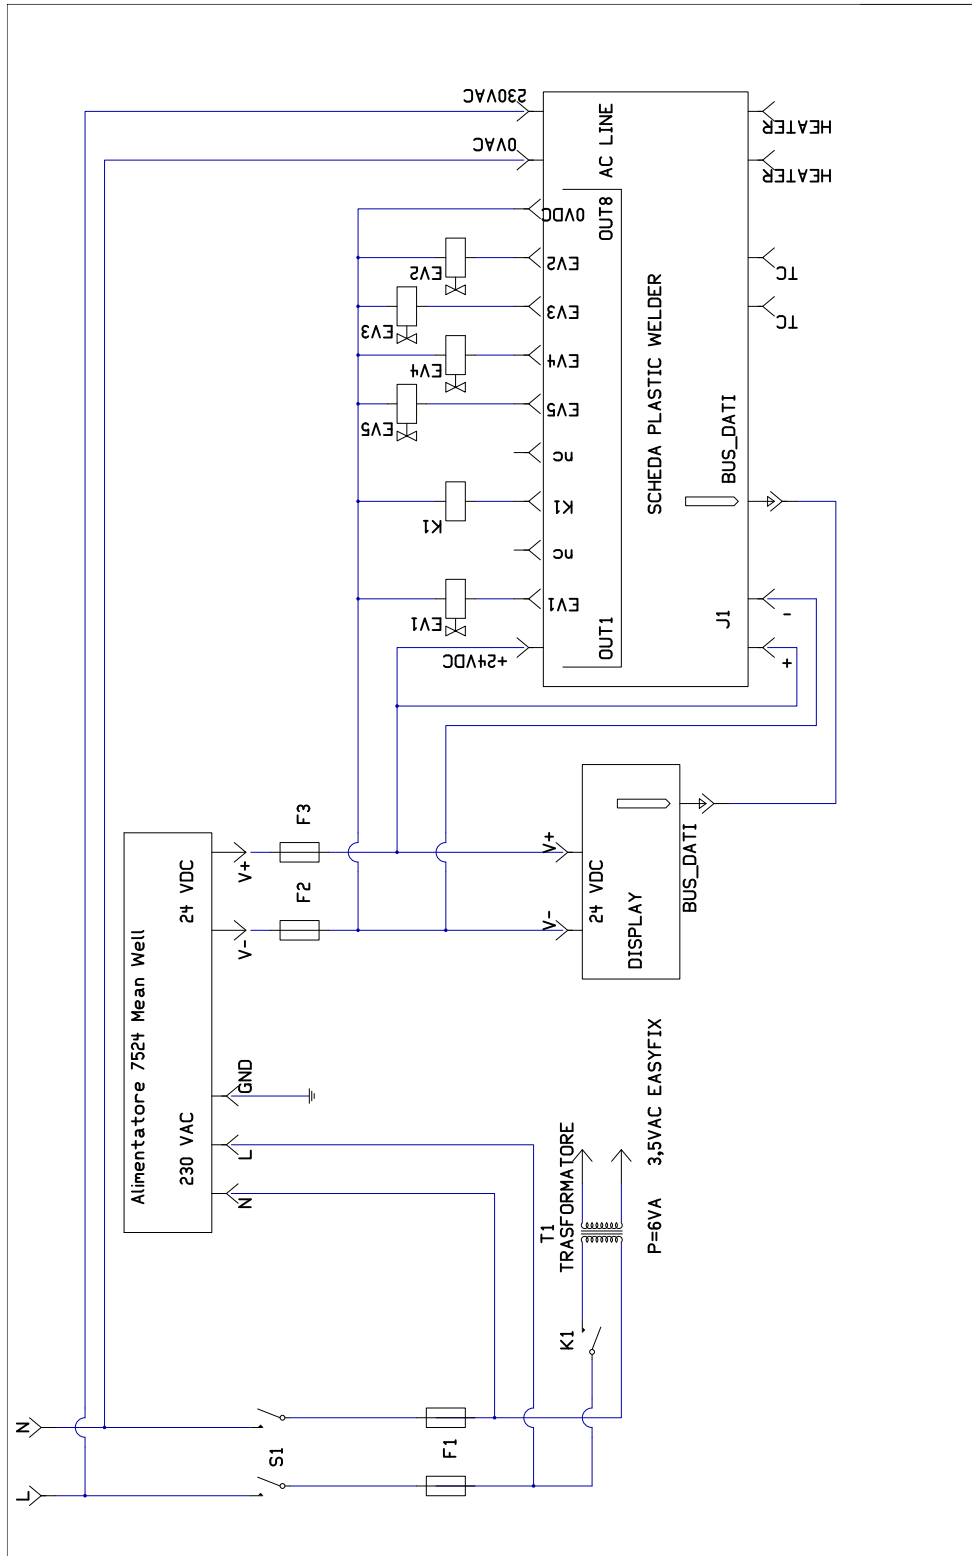 L
N
S1
F1
K1
T1
TRASFORMATORE
P=6VA 3,5VAC EASYFIX
Alimentatore 7524 Mean Well
230 VAC
24 VDC
N
L
GND
V-
V+
F2
F3
V-
V+
24 VDC
DISPLAY
BUS_DATI
230VAC
0VAC
AC LINE
+24VDC
EV1
K1
EV5
EV4
EV3
EV2
EV1
nc
K1
nc
EV5
EV4
EV3
EV2
0VDC
OUT1
OUT8
SCHEDA PLASTIC WELDER
J1
BUS_DATI
+
-
TC
TC
HEATER
HEATER